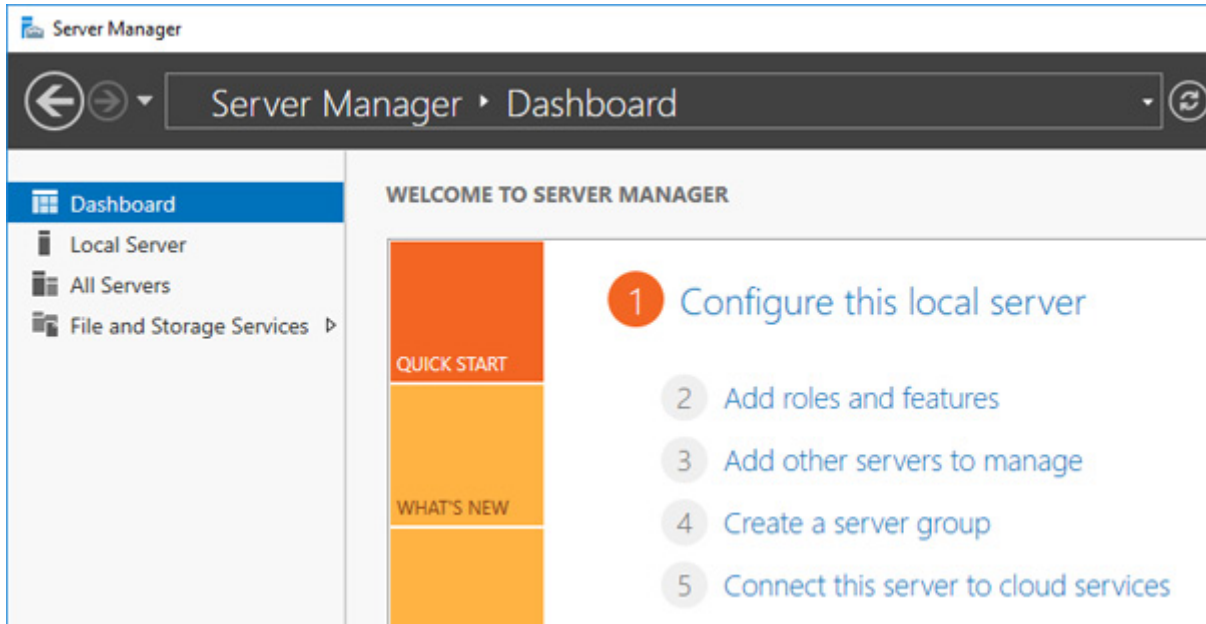 Server Manager
Server Manager ‣ Dashboard
Dashboard
Local Server
All Servers
File and Storage Services
WELCOME TO SERVER MANAGER
QUICK START
WHAT'S NEW
1 Configure this local server
2 Add roles and features
3 Add other servers to manage
4 Create a server group
5 Connect this server to cloud services